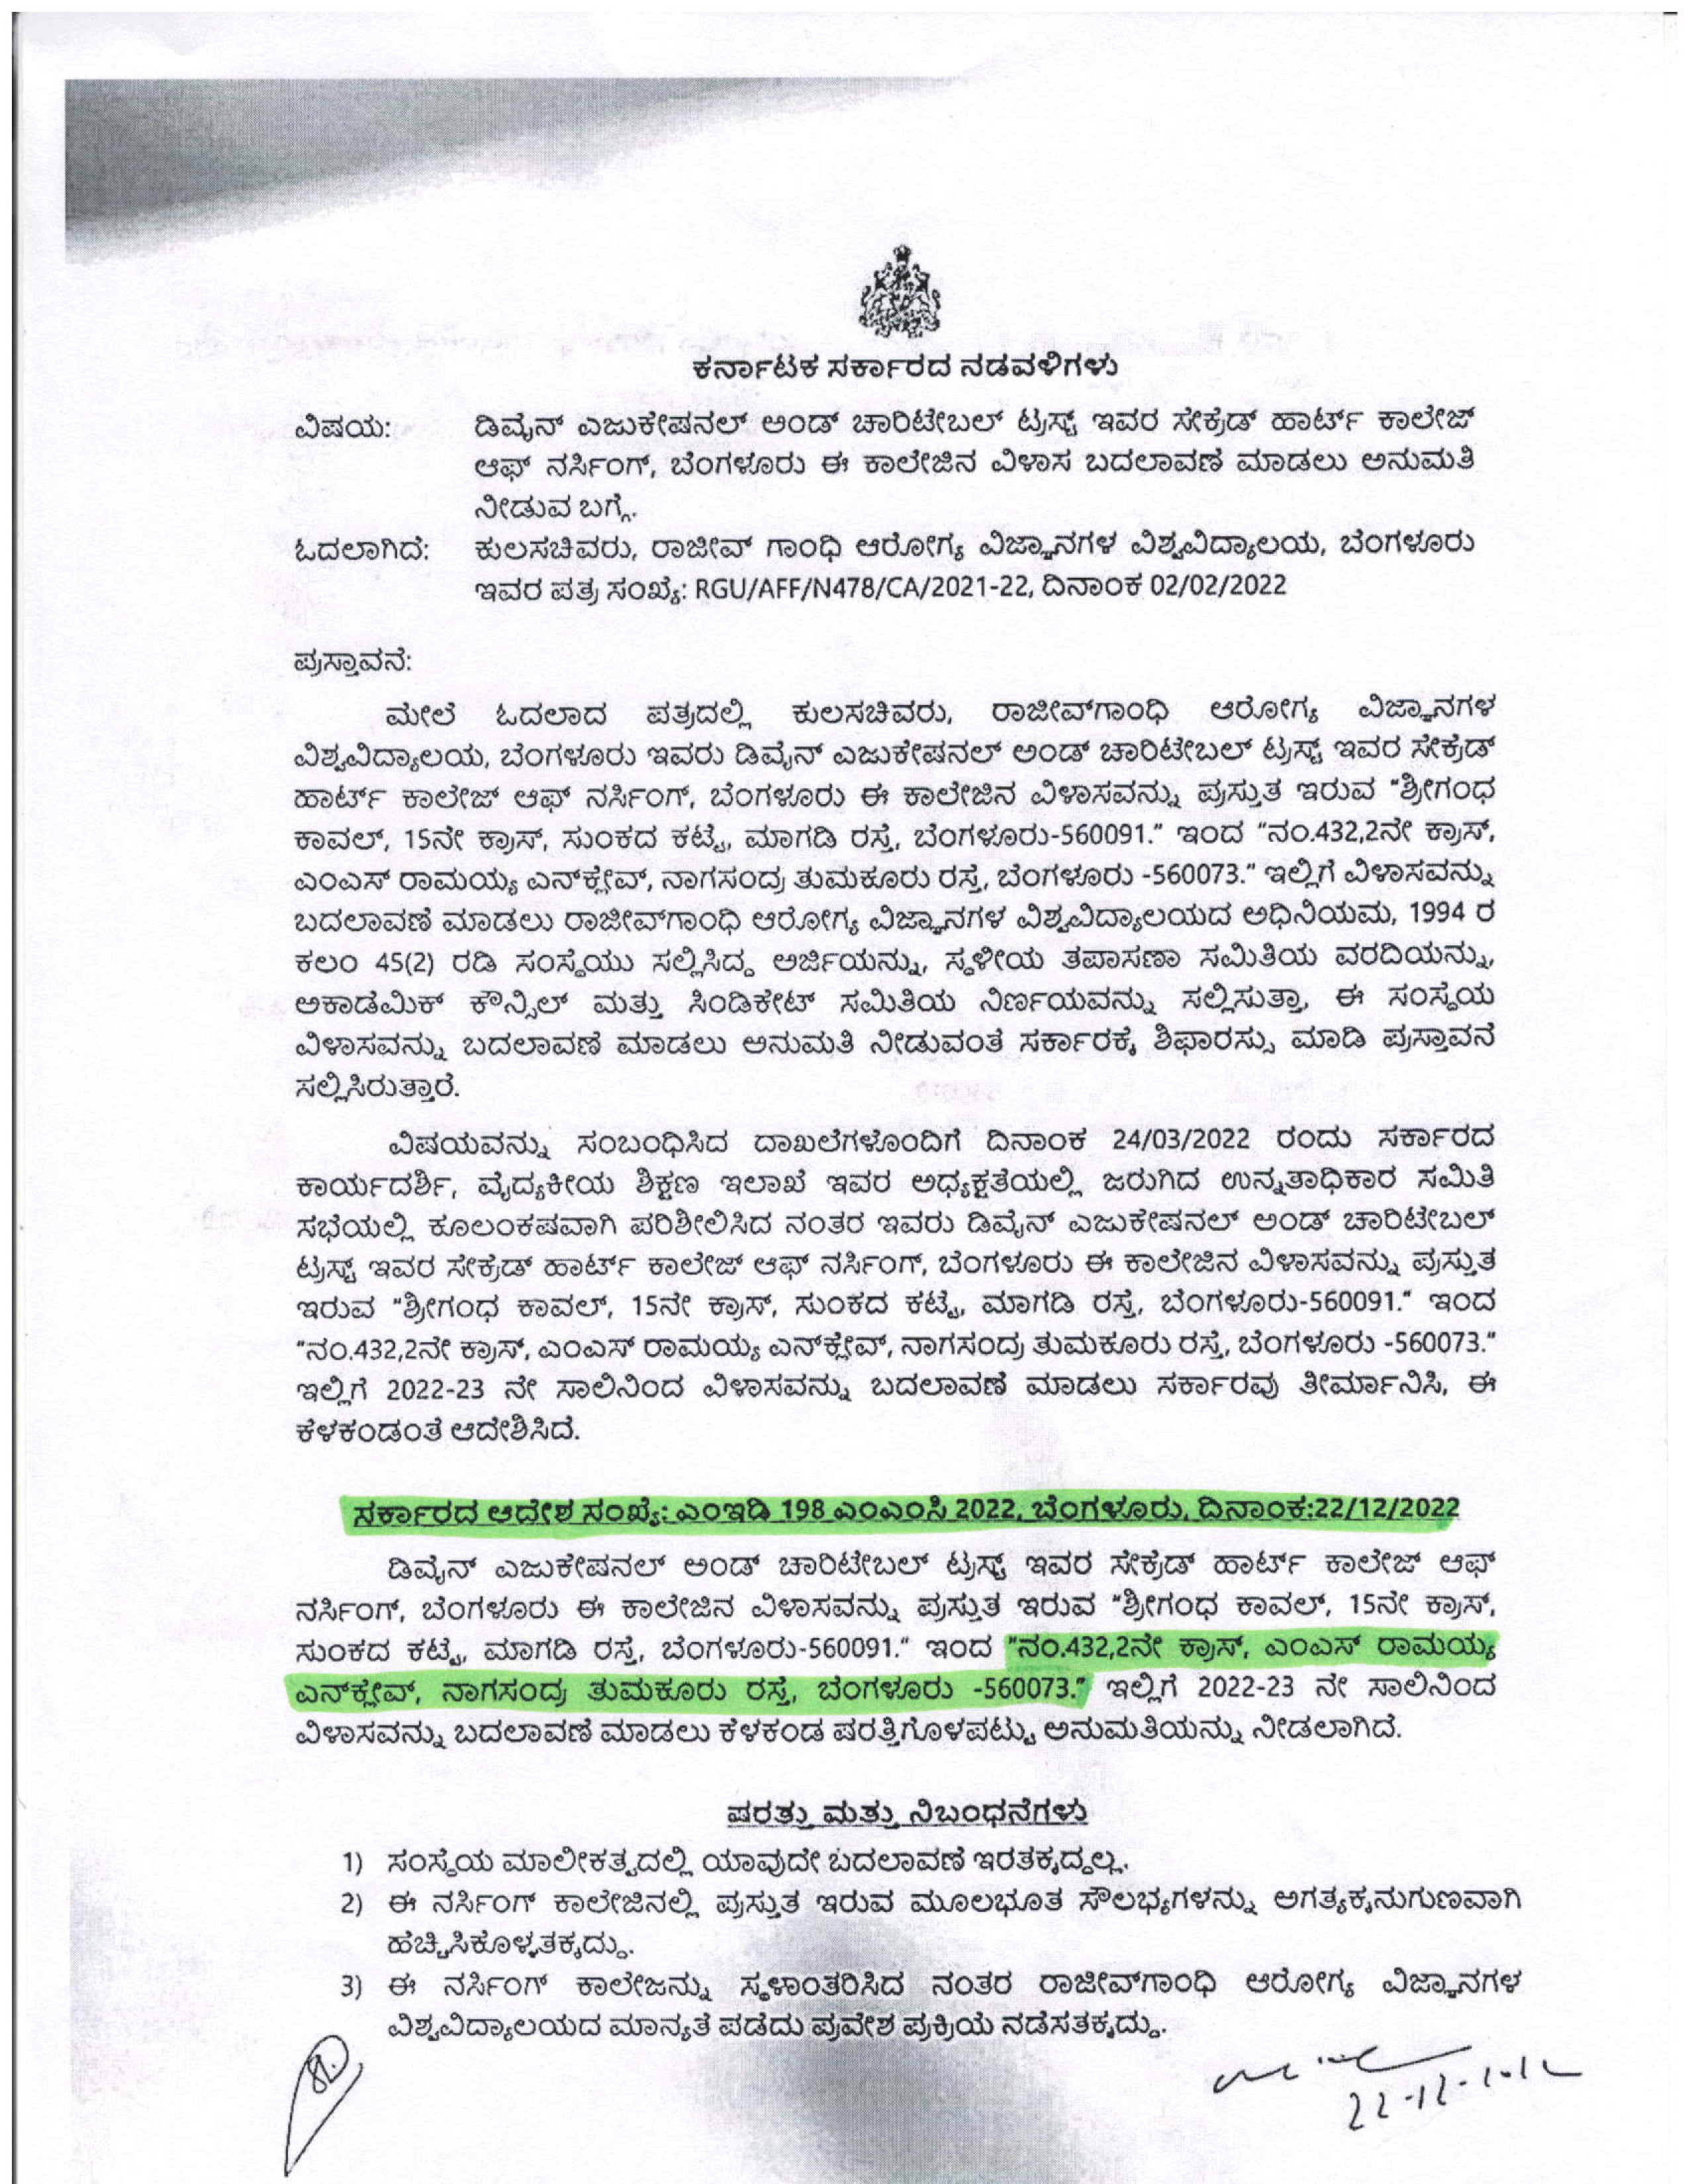 ಕರ್ನಾಟಕ ಸರ್ಕಾರದ ನಡವಳಿಗಳು
ವಿಷಯ: ಡಿವೈನ್ ಎಜುಕೇಷನಲ್ ಅಂಡ್ ಚಾರಿಟೇಬಲ್ ಟ್ರಸ್ಟ್ ಇವರ ಸೇಕ್ರೆಡ್ ಹಾರ್ಟ್ ಕಾಲೇಜ್
ಆಫ್ ನರ್ಸಿಂಗ್, ಬೆಂಗಳೂರು ಈ ಕಾಲೇಜಿನ ವಿಳಾಸ ಬದಲಾವಣೆ ಮಾಡಲು ಅನುಮತಿ
ನೀಡುವ ಬಗ್ಗೆ.
ಓದಲಾಗಿದೆ: ಕುಲಸಚಿವರು, ರಾಜೀವ್ ಗಾಂಧಿ ಆರೋಗ್ಯ ವಿಜ್ಞಾನಗಳ ವಿಶ್ವವಿದ್ಯಾಲಯ, ಬೆಂಗಳೂರು
ಇವರ ಪತ್ರ ಸಂಖ್ಯೆ: RGU/AFF/N478/CA/2021-22, ದಿನಾಂಕ 02/02/2022
ಪ್ರಸ್ತಾವನೆ:
ಮೇಲೆ ಓದಲಾದ ಪತ್ರದಲ್ಲಿ ಕುಲಸಚಿವರು, ರಾಜೀವ್‌ಗಾಂಧಿ ಆರೋಗ್ಯ ವಿಜ್ಞಾನಗಳ
ವಿಶ್ವವಿದ್ಯಾಲಯ, ಬೆಂಗಳೂರು ಇವರು ಡಿವೈನ್ ಎಜುಕೇಷನಲ್ ಅಂಡ್ ಚಾರಿಟೇಬಲ್ ಟ್ರಸ್ಟ್ ಇವರ ಸೇಕ್ರೆಡ್
ಹಾರ್ಟ್ ಕಾಲೇಜ್ ಆಫ್ ನರ್ಸಿಂಗ್, ಬೆಂಗಳೂರು ಈ ಕಾಲೇಜಿನ ವಿಳಾಸವನ್ನು ಪ್ರಸ್ತುತ ಇರುವ "ಶ್ರೀಗಂಧ
ಕಾವಲ್, 15ನೇ ಕ್ರಾಸ್, ಸುಂಕದ ಕಟ್ಟೆ, ಮಾಗಡಿ ರಸ್ತೆ, ಬೆಂಗಳೂರು-560091." ಇಂದ "ನಂ.432,2ನೇ ಕ್ರಾಸ್,
ಎಂಎಸ್ ರಾಮಯ್ಯ ಎನ್‌ಕ್ಲೇವ್, ನಾಗಸಂದ್ರ ತುಮಕೂರು ರಸ್ತೆ, ಬೆಂಗಳೂರು -560073." ಇಲ್ಲಿಗೆ ವಿಳಾಸವನ್ನು
ಬದಲಾವಣೆ ಮಾಡಲು ರಾಜೀವ್‌ಗಾಂಧಿ ಆರೋಗ್ಯ ವಿಜ್ಞಾನಗಳ ವಿಶ್ವವಿದ್ಯಾಲಯದ ಅಧಿನಿಯಮ, 1994 ರ
ಕಲಂ 45(2) ರಡಿ ಸಂಸ್ಥೆಯು ಸಲ್ಲಿಸಿದ್ದ ಅರ್ಜಿಯನ್ನು, ಸ್ಥಳೀಯ ತಪಾಸಣಾ ಸಮಿತಿಯ ವರದಿಯನ್ನು,
ಅಕಾಡೆಮಿಕ್ ಕೌನ್ಸಿಲ್ ಮತ್ತು ಸಿಂಡಿಕೇಟ್ ಸಮಿತಿಯ ನಿರ್ಣಯವನ್ನು ಸಲ್ಲಿಸುತ್ತಾ, ಈ ಸಂಸ್ಥೆಯ
ವಿಳಾಸವನ್ನು ಬದಲಾವಣೆ ಮಾಡಲು ಅನುಮತಿ ನೀಡುವಂತೆ ಸರ್ಕಾರಕ್ಕೆ ಶಿಫಾರಸ್ಸು ಮಾಡಿ ಪ್ರಸ್ತಾವನೆ
ಸಲ್ಲಿಸಿರುತ್ತಾರೆ.
ವಿಷಯವನ್ನು ಸಂಬಂಧಿಸಿದ ದಾಖಲೆಗಳೊಂದಿಗೆ ದಿನಾಂಕ 24/03/2022 ರಂದು ಸರ್ಕಾರದ
ಕಾರ್ಯದರ್ಶಿ, ವೈದ್ಯಕೀಯ ಶಿಕ್ಷಣ ಇಲಾಖೆ ಇವರ ಅಧ್ಯಕ್ಷತೆಯಲ್ಲಿ ಜರುಗಿದ ಉನ್ನತಾಧಿಕಾರ ಸಮಿತಿ
ಸಭೆಯಲ್ಲಿ ಕೂಲಂಕಷವಾಗಿ ಪರಿಶೀಲಿಸಿದ ನಂತರ ಇವರು ಡಿವೈನ್ ಎಜುಕೇಷನಲ್ ಅಂಡ್ ಚಾರಿಟೇಬಲ್
ಟ್ರಸ್ಟ್ ಇವರ ಸೇಕ್ರೆಡ್ ಹಾರ್ಟ್ ಕಾಲೇಜ್ ಆಫ್ ನರ್ಸಿಂಗ್, ಬೆಂಗಳೂರು ಈ ಕಾಲೇಜಿನ ವಿಳಾಸವನ್ನು ಪ್ರಸ್ತುತ
ಇರುವ "ಶ್ರೀಗಂಧ ಕಾವಲ್, 15ನೇ ಕ್ರಾಸ್, ಸುಂಕದ ಕಟ್ಟೆ, ಮಾಗಡಿ ರಸ್ತೆ, ಬೆಂಗಳೂರು-560091." ಇಂದ
"ನಂ.432,2ನೇ ಕ್ರಾಸ್, ಎಂಎಸ್ ರಾಮಯ್ಯ ಎನ್‌ಕ್ಲೇವ್, ನಾಗಸಂದ್ರ ತುಮಕೂರು ರಸ್ತೆ, ಬೆಂಗಳೂರು -560073."
ಇಲ್ಲಿಗೆ 2022-23 ನೇ ಸಾಲಿನಿಂದ ವಿಳಾಸವನ್ನು ಬದಲಾವಣೆ ಮಾಡಲು ಸರ್ಕಾರವು ತೀರ್ಮಾನಿಸಿ, ಈ
ಕೆಳಕಂಡಂತೆ ಆದೇಶಿಸಿದೆ.
ಸರ್ಕಾರದ ಆದೇಶ ಸಂಖ್ಯೆ: ಎಂಇಡಿ 198 ಎಂಎಂಸಿ 2022, ಬೆಂಗಳೂರು, ದಿನಾಂಕ:22/12/2022
ಡಿವೈನ್ ಎಜುಕೇಷನಲ್ ಅಂಡ್ ಚಾರಿಟೇಬಲ್ ಟ್ರಸ್ಟ್ ಇವರ ಸೇಕ್ರೆಡ್ ಹಾರ್ಟ್ ಕಾಲೇಜ್ ಆಫ್
ನರ್ಸಿಂಗ್, ಬೆಂಗಳೂರು ಈ ಕಾಲೇಜಿನ ವಿಳಾಸವನ್ನು ಪ್ರಸ್ತುತ ಇರುವ "ಶ್ರೀಗಂಧ ಕಾವಲ್, 15ನೇ ಕ್ರಾಸ್,
ಸುಂಕದ ಕಟ್ಟೆ, ಮಾಗಡಿ ರಸ್ತೆ, ಬೆಂಗಳೂರು-560091." ಇಂದ "ನಂ.432,2ನೇ ಕ್ರಾಸ್, ಎಂಎಸ್ ರಾಮಯ್ಯ
ಎನ್‌ಕ್ಲೇವ್, ನಾಗಸಂದ್ರ ತುಮಕೂರು ರಸ್ತೆ, ಬೆಂಗಳೂರು -560073." ಇಲ್ಲಿಗೆ 2022-23 ನೇ ಸಾಲಿನಿಂದ
ವಿಳಾಸವನ್ನು ಬದಲಾವಣೆ ಮಾಡಲು ಕೆಳಕಂಡ ಷರತ್ತಿಗೊಳಪಟ್ಟು ಅನುಮತಿಯನ್ನು ನೀಡಲಾಗಿದೆ.
ಷರತ್ತು ಮತ್ತು ನಿಬಂಧನೆಗಳು
1) ಸಂಸ್ಥೆಯ ಮಾಲೀಕತ್ವದಲ್ಲಿ ಯಾವುದೇ ಬದಲಾವಣೆ ಇರತಕ್ಕದ್ದಲ್ಲ.
2) ಈ ನರ್ಸಿಂಗ್ ಕಾಲೇಜಿನಲ್ಲಿ ಪ್ರಸ್ತುತ ಇರುವ ಮೂಲಭೂತ ಸೌಲಭ್ಯಗಳನ್ನು ಅಗತ್ಯಕ್ಕನುಗುಣವಾಗಿ
ಹೆಚ್ಚಿಸಿಕೊಳ್ಳತಕ್ಕದ್ದು.
3) ಈ ನರ್ಸಿಂಗ್ ಕಾಲೇಜನ್ನು ಸ್ಥಳಾಂತರಿಸಿದ ನಂತರ ರಾಜೀವ್‌ಗಾಂಧಿ ಆರೋಗ್ಯ ವಿಜ್ಞಾನಗಳ
ವಿಶ್ವವಿದ್ಯಾಲಯದ ಮಾನ್ಯತೆ ಪಡೆದು ಪ್ರವೇಶ ಪ್ರಕ್ರಿಯೆ ನಡೆಸತಕ್ಕದ್ದು.